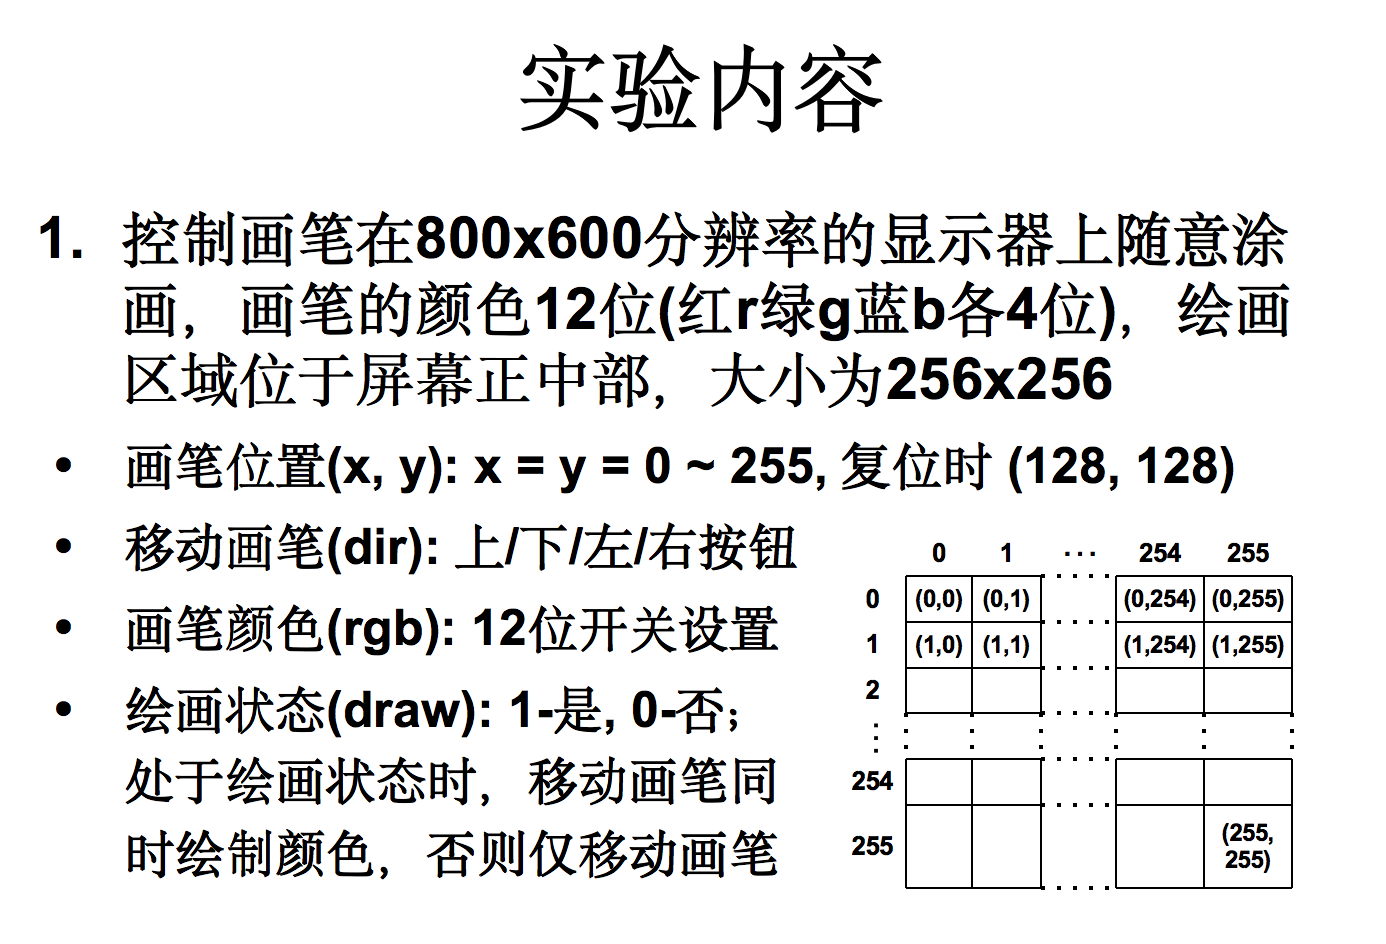 实验内容
1. 控制画笔在800x600分辨率的显示器上随意涂
画，画笔的颜色12位(红r绿g蓝b各4位)，绘画
区域位于屏幕正中部，大小为256x256
• 画笔位置(x, y): x = y = 0 ~ 255, 复位时 (128, 128)
• 移动画笔(dir): 上/下/左/右按钮
• 画笔颜色(rgb): 12位开关设置
• 绘画状态(draw): 1-是, 0-否；
处于绘画状态时，移动画笔同
时绘制颜色，否则仅移动画笔
0 1 ··· 254 255
0 (0,0) (0,1) (0,254) (0,255)
1 (1,0) (1,1) (1,254) (1,255)
2
⋮
254
255 (255,
255)